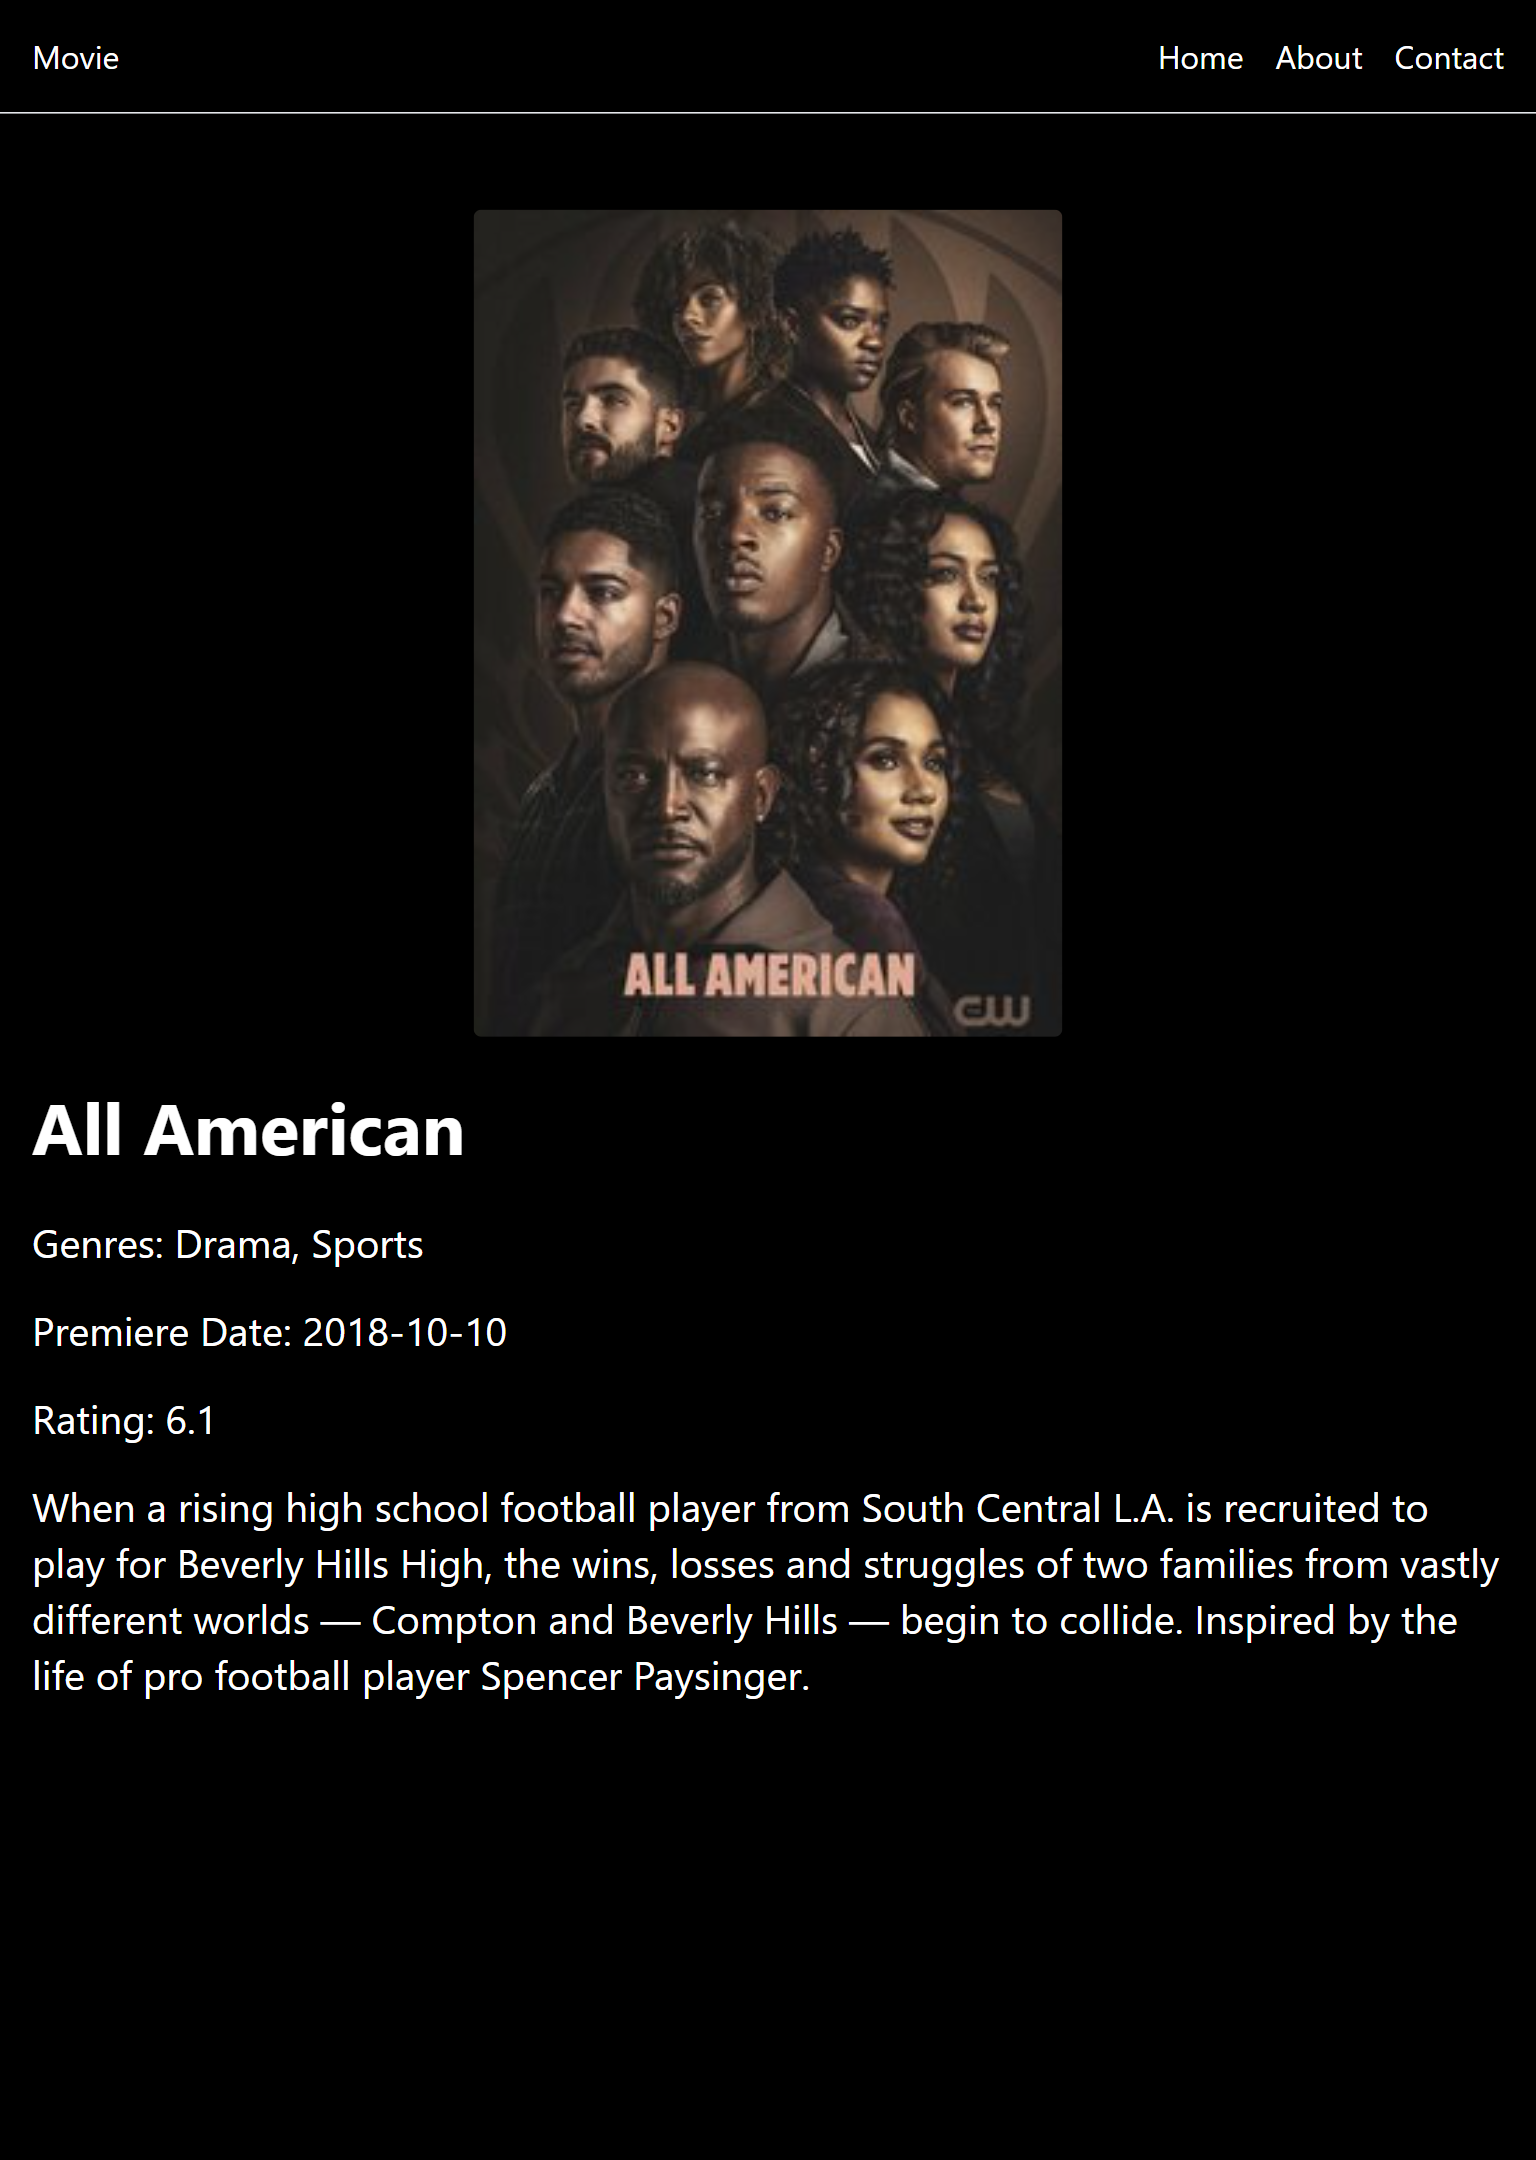 Movie
Home About Contact
ALL AMERICAN
CW
All American
Genres: Drama, Sports
Premiere Date: 2018-10-10
Rating: 6.1
When a rising high school football player from South Central L.A. is recruited to
play for Beverly Hills High, the wins, losses and struggles of two families from vastly
different worlds — Compton and Beverly Hills — begin to collide. Inspired by the
life of pro football player Spencer Paysinger.